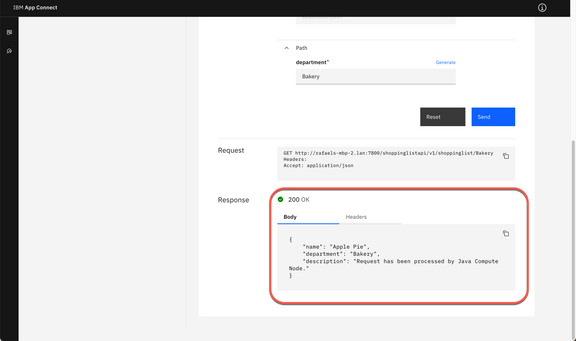 IBM App Connect
Path
department*
Generate
Bakery
Reset
Send
Request
GET http://rafaels-mbp-2.lan:7800/shoppinglistapi/v1/shoppinglist/Bakery
Headers:
Accept: application/json
Response
200 OK
Body
Headers
{
"name": "Apple Pie",
"department": "Bakery",
"description": "Request has been processed by Java Compute
Node."
}